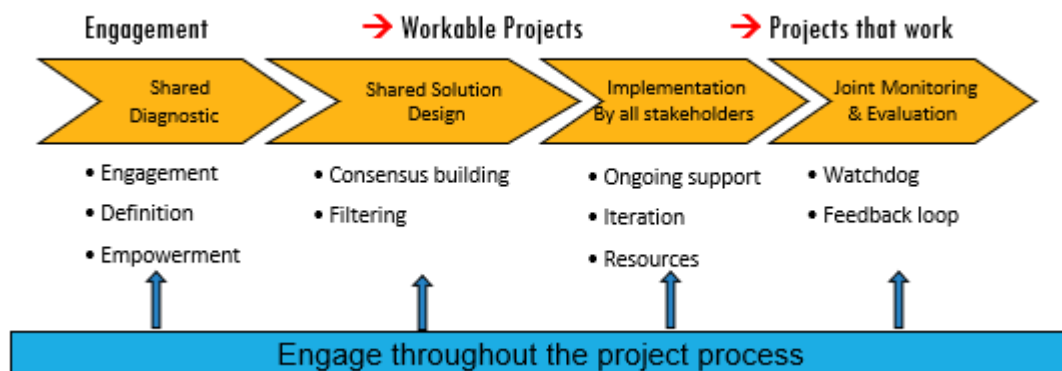 Engagement
→ Workable Projects
→ Projects that work
Shared
Diagnostic
Shared Solution
Design
Implementation
By all stakeholders
Joint Monitoring
& Evaluation
• Engagement
• Definition
• Empowerment
• Consensus building
• Filtering
• Ongoing support
• Iteration
• Resources
• Watchdog
• Feedback loop
Engage throughout the project process